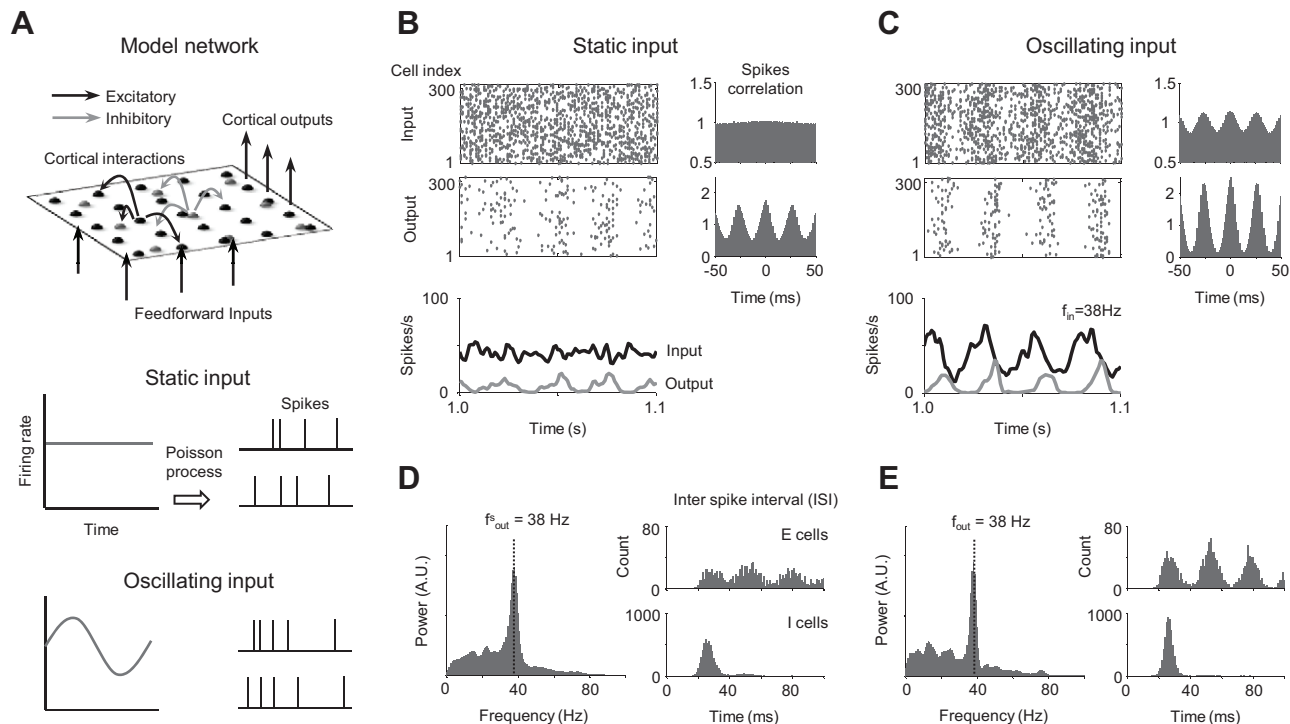 A
Model network
Excitatory
Inhibitory
Cortical outputs
Cortical interactions
Feedforward Inputs
Static input
Firing rate
Time
Poisson
process
Spikes
Oscillating input
B
Static input
Cell index
300
Input
1
300
Output
1
Spikes
correlation
1.5
1
0.5
2
1
0
-50
0
50
Time (ms)
100
Spikes/s
0
Input
Output
1.0
1.1
Time (s)
C
Oscillating input
300
1
300
1
1.5
1
0.5
2
1
0
-50
0
50
Time (ms)
100
Spikes/s
0
fin=38Hz
1.0
1.1
Time (s)
D
fsout = 38 Hz
Power (A.U.)
0
40
80
Frequency (Hz)
Inter spike interval (ISI)
80
Count
0
E cells
1000
0
I cells
0
40
80
Time (ms)
E
fout = 38 Hz
Power (A.U.)
0
40
80
Frequency (Hz)
80
Count
0
1000
0
0
40
80
Time (ms)